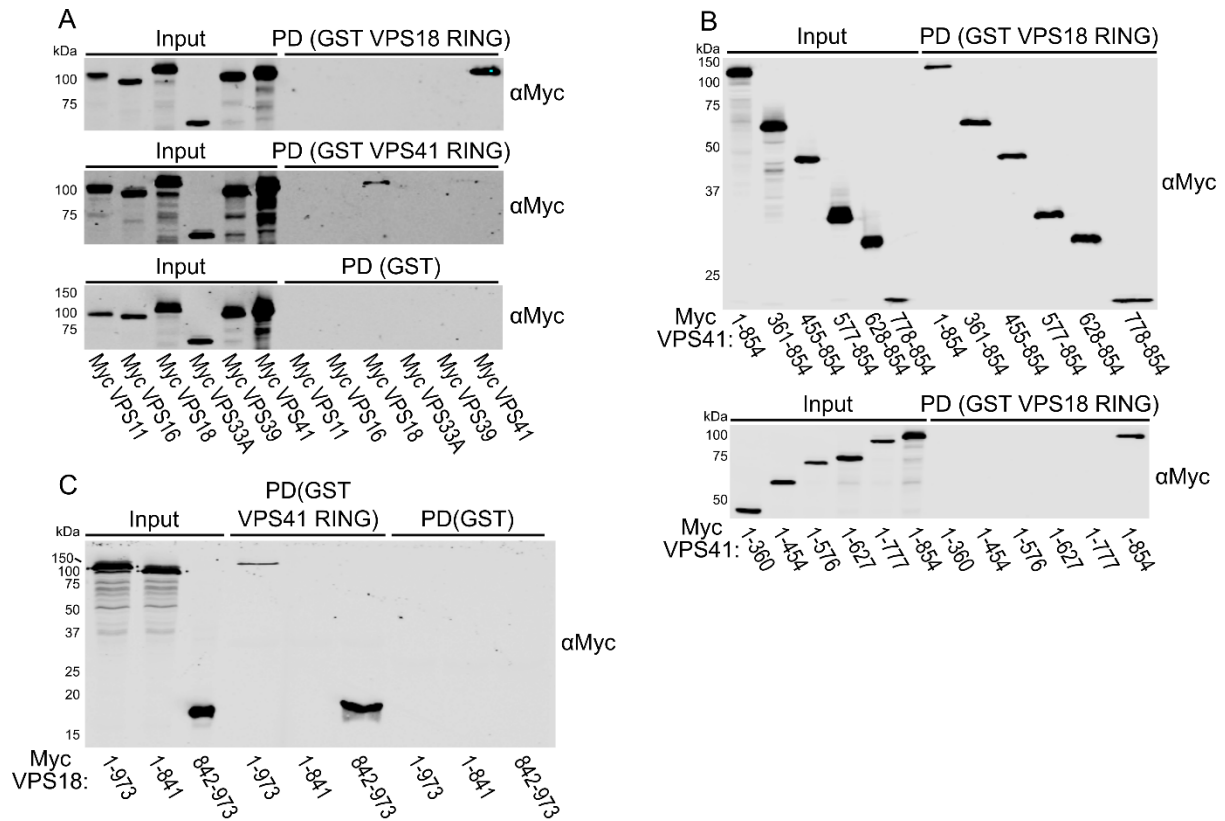 A
Input PD (GST VPS18 RING)
kDa
100
75
αMyc
Input PD (GST VPS41 RING)
100
75
αMyc
Input PD (GST)
150
100
75
αMyc
Myc VPS11 Myc VPS16 Myc VPS18 Myc VPS33A Myc VPS39 Myc VPS41 Myc VPS11 Myc VPS16 Myc VPS18 Myc VPS33A Myc VPS39 Myc VPS41
B
Input PD (GST VPS18 RING)
kDa
150
100
75
50
37
25
αMyc
Myc
VPS41: 1-854 361-854 455-854 577-854 628-854 778-854 1-854 361-854 455-854 577-854 628-854 778-854
Input PD (GST VPS18 RING)
kDa
100
75
50
αMyc
Myc
VPS41: 1-360 1-454 1-576 1-627 1-777 1-854 1-360 1-454 1-576 1-627 1-777 1-854
C
PD(GST
Input VPS41 RING) PD(GST)
kDa
150
100
75
50
37
25
20
15
αMyc
Myc
VPS18: 1-973 1-841 842-973 1-973 1-841 842-973 1-973 1-841 842-973